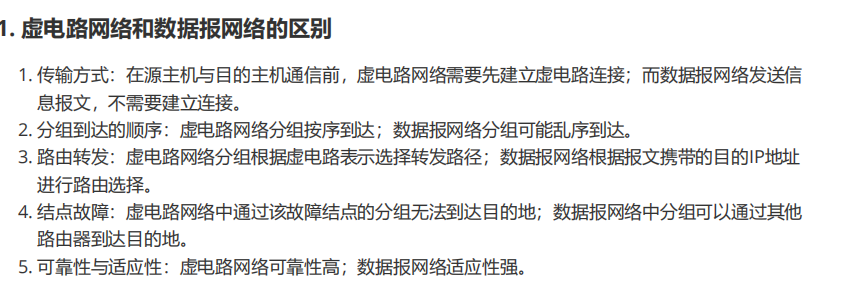 1. 虚电路网络和数据报网络的区别
1. 传输方式：在源主机与目的主机通信前，虚电路网络需要先建立虚电路连接；而数据报网络发送信
息报文，不需要建立连接。
2. 分组到达的顺序：虚电路网络分组按序到达；数据报网络分组可能乱序到达。
3. 路由转发：虚电路网络分组根据虚电路表示选择转发路径；数据报网络根据报文携带的目的IP地址
进行路由选择。
4. 结点故障：虚电路网络中通过该故障结点的分组无法到达目的地；数据报网络中分组可以通过其他
路由器到达目的地。
5. 可靠性与适应性：虚电路网络可靠性高；数据报网络适应性强。